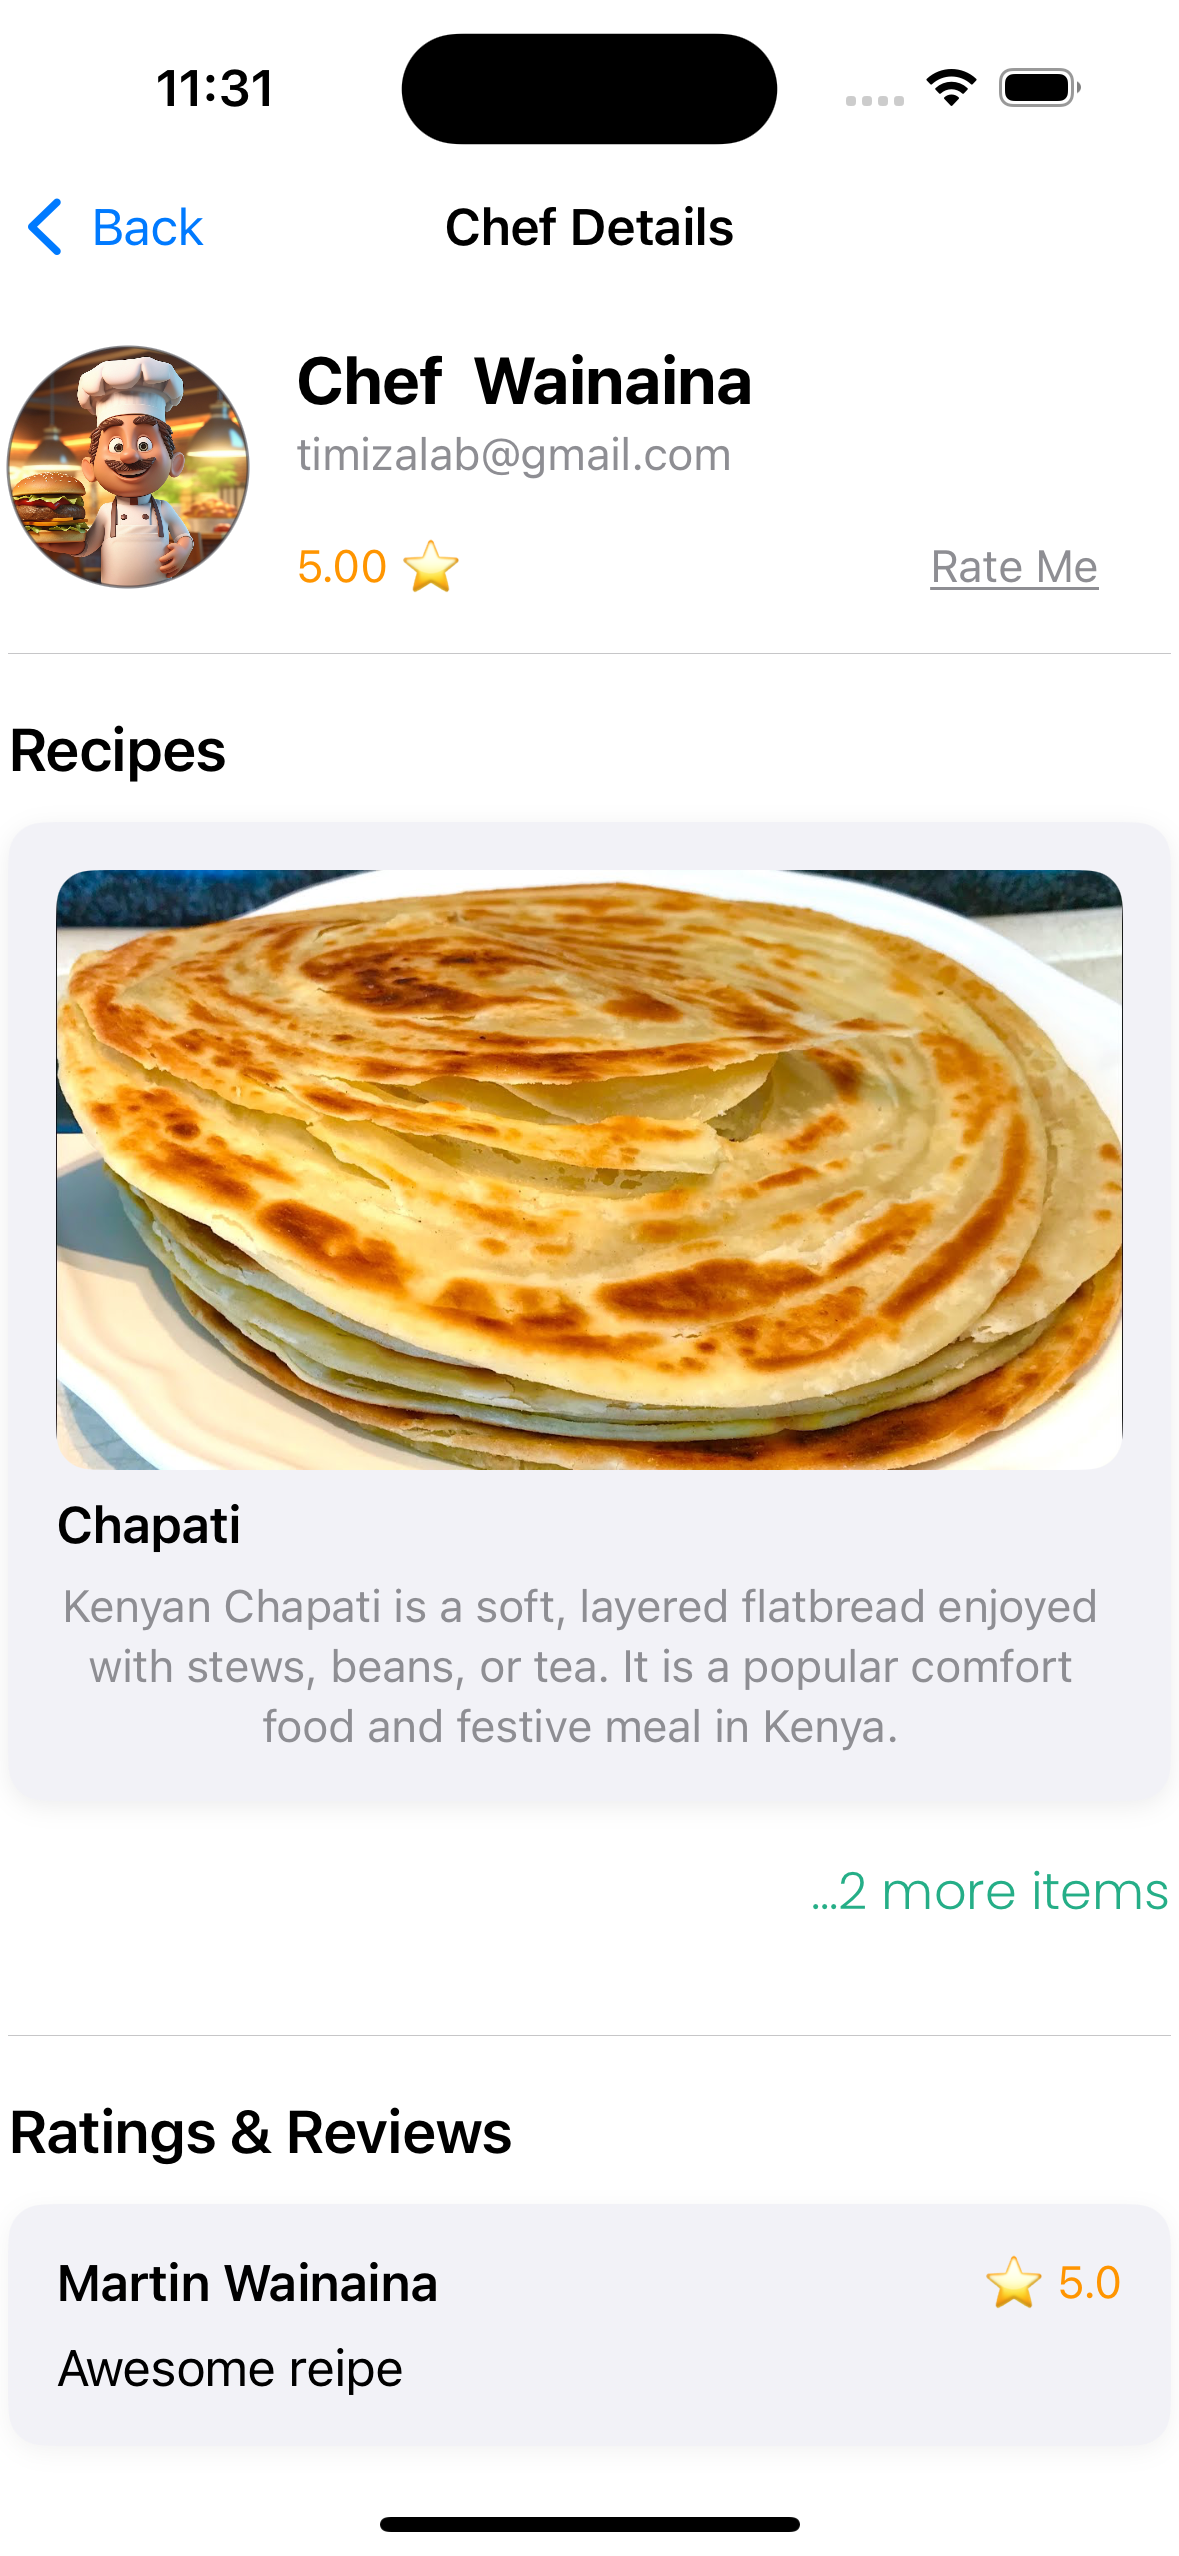 11:31
Back
Chef Details
Chef  Wainaina
timizalab@gmail.com
5.00 ⭐
Rate Me
Recipes
Chapati
Kenyan Chapati is a soft, layered flatbread enjoyed
with stews, beans, or tea. It is a popular comfort
food and festive meal in Kenya.
...2 more items
Ratings & Reviews
Martin Wainaina
⭐ 5.0
Awesome reipe